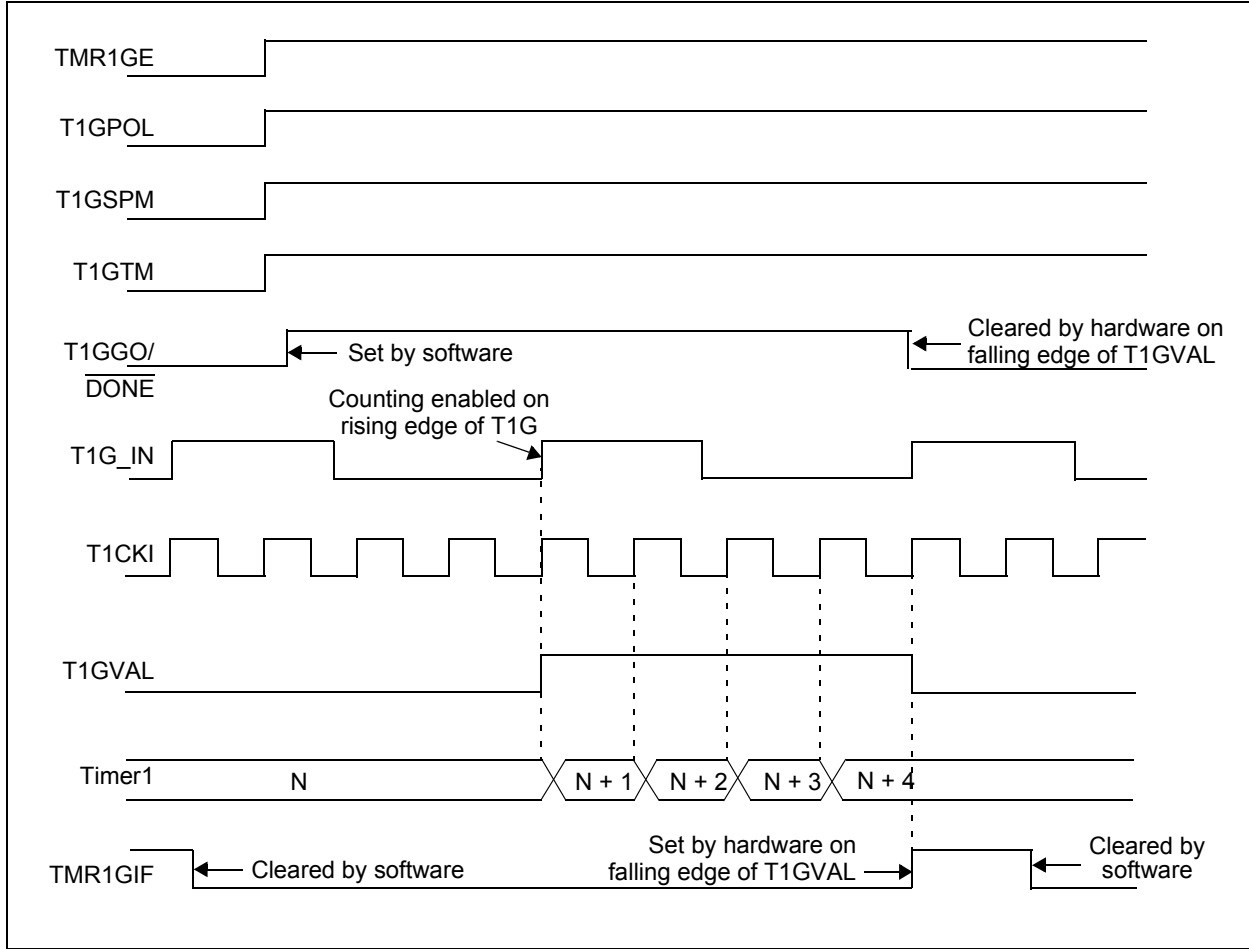 TMR1GE
T1GPOL
T1GSPM
T1GTM
T1GGO/
DONE
Set by software
Cleared by hardware on
falling edge of T1GVAL
Counting enabled on
rising edge of T1G
T1G_IN
T1CKI
T1GVAL
Timer1
N
N + 1
N + 2
N + 3
N + 4
TMR1GIF
Cleared by software
Set by hardware on
falling edge of T1GVAL
Cleared by
software